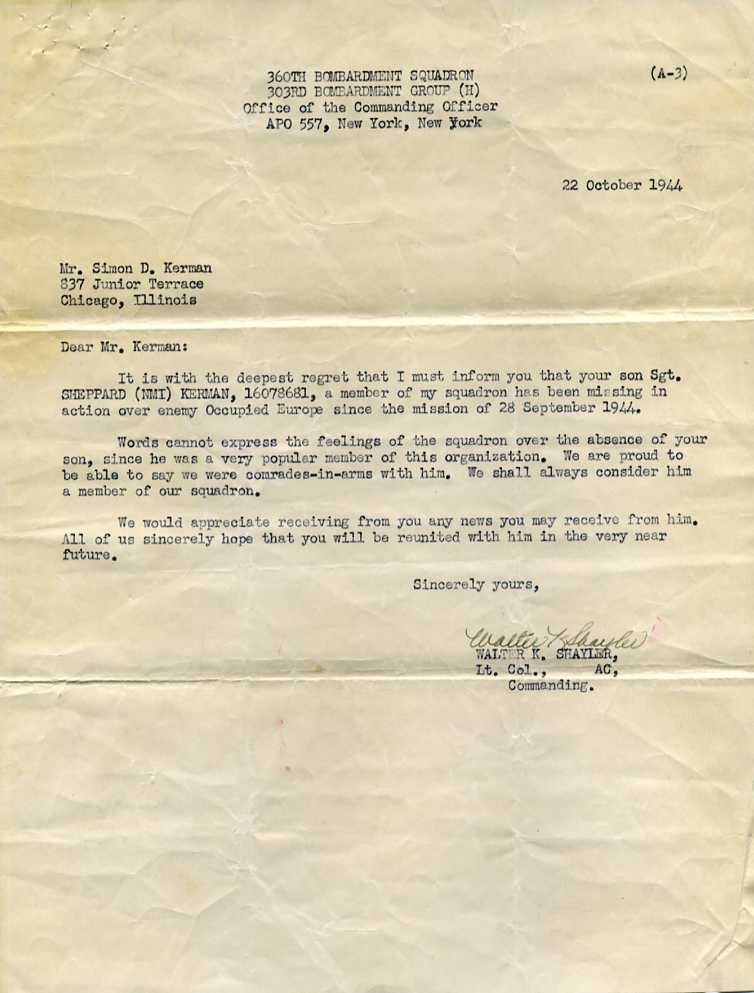 360TH BOMBARDMENT SQUADRON (A-3)
303RD BOMBARDMENT GROUP (H)
Office of the Commanding Officer
APO 557, New York, New York
22 October 1944
Mr. Simon D. Kerman
837 Junior Terrace
Chicago, Illinois
Dear Mr. Kerman:
It is with the deepest regret that I must inform you that your son Sgt.
SHEPPARD (NMI) KERMAN, 16078681, a member of my squadron has been missing in
action over enemy Occupied Europe since the mission of 28 September 1944.
Words cannot express the feelings of the squadron over the absence of your
son, since he was a very popular member of this organization. We are proud to
be able to say we were comrades-in-arms with him. We shall always consider him
a member of our squadron.
We would appreciate receiving from you any news you may receive from him.
All of us sincerely hope that you will be reunited with him in the very near
future.
Sincerely yours,
Walter K Shayler
WALTER K. SHAYLER,
Lt. Col., AC,
Commanding.